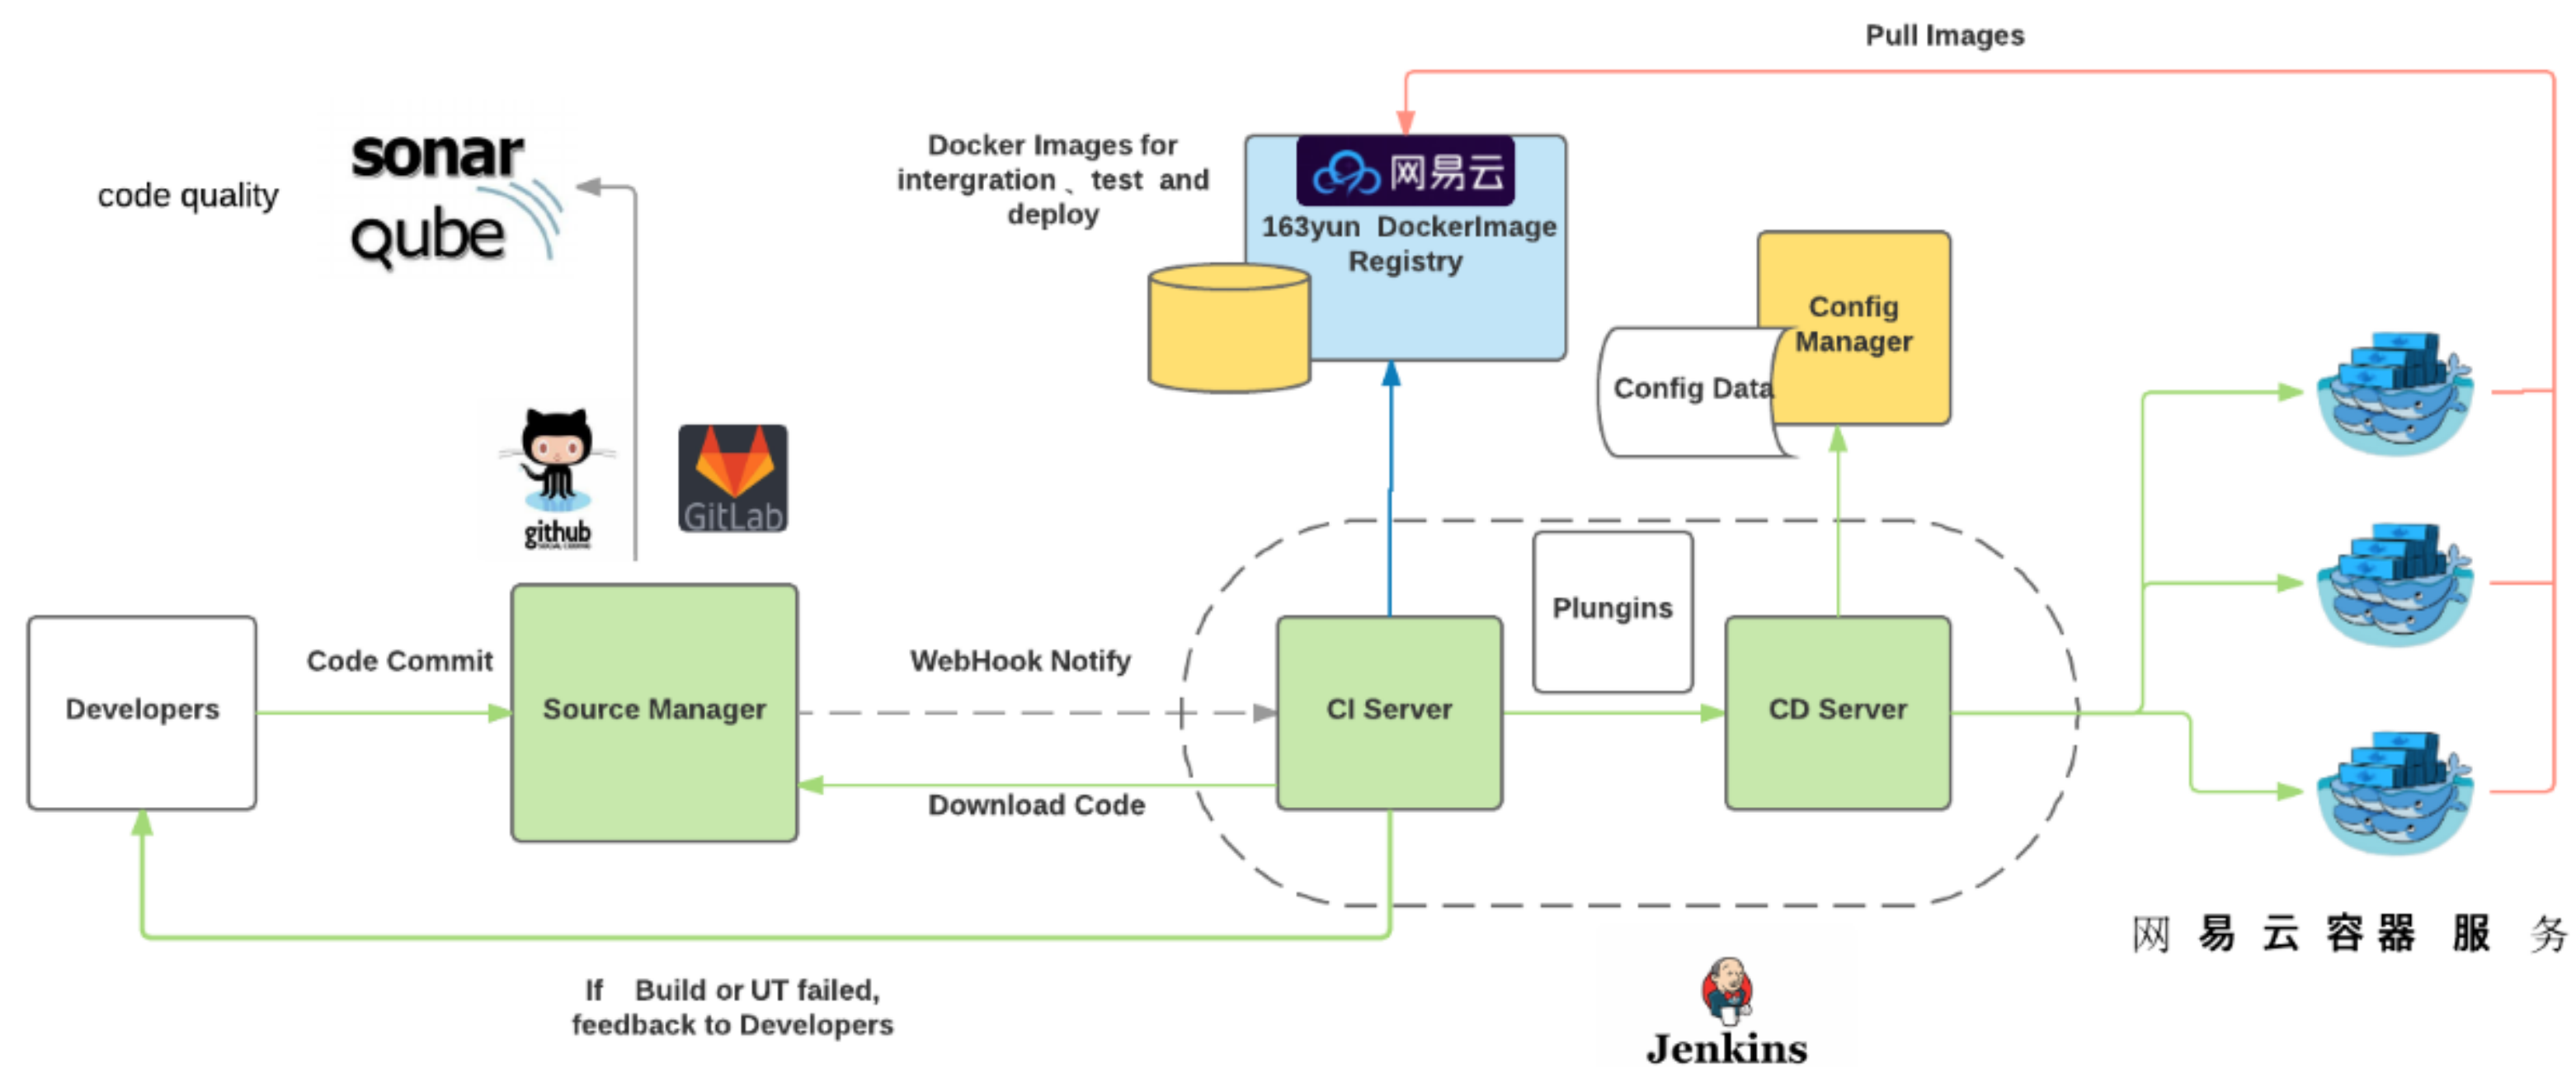 Pull Images
sonar
qube
code quality
Docker Images for
intergration 、 test and
deploy
网易云
163yun DockerImage
Registry
Config
Manager
Config Data
github
SOCIAL CODING
GitLab
Plungins
Developers
Code Commit
Source Manager
WebHook Notify
Download Code
CI Server
CD Server
网易云容器服务
If Build or UT failed,
feedback to Developers
Jenkins